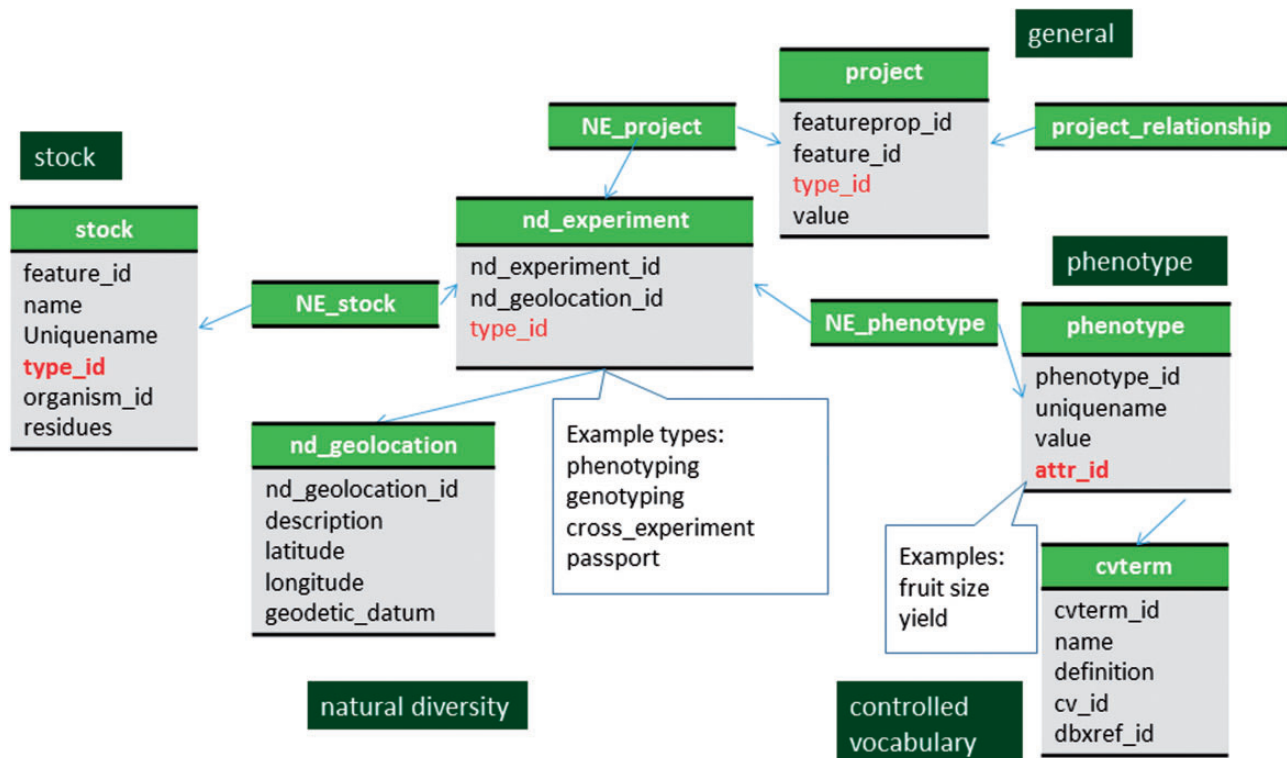 general
project
featureprop_id
feature_id
type_id
value
NE_project
project_relationship
stock
stock
feature_id
name
Uniquename
type_id
organism_id
residues
NE_stock
nd_experiment
nd_experiment_id
nd_geolocation_id
type_id
NE_phenotype
phenotype
phenotype
phenotype_id
uniquename
value
attr_id
nd_geolocation
nd_geolocation_id
description
latitude
longitude
geodetic_datum
Example types:
phenotyping
genotyping
cross_experiment
passport
Examples:
fruit size
yield
cvterm
cvterm_id
name
definition
cv_id
dbxref_id
natural diversity
controlled
vocabulary